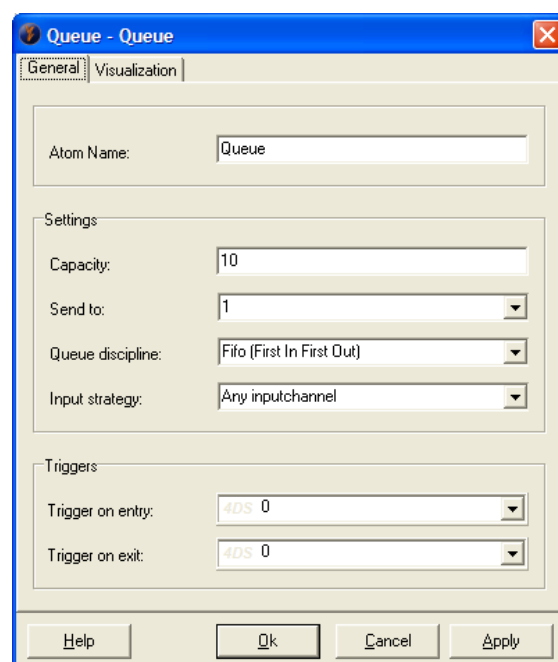 Queue - Queue
General Visualization
Atom Name: Queue
Settings
Capacity: 10
Send to: 1
Queue discipline: Fifo (First In First Out)
Input strategy: Any inputchannel
Triggers
Trigger on entry: 4DS 0
Trigger on exit: 4DS 0
Help Ok Cancel Apply